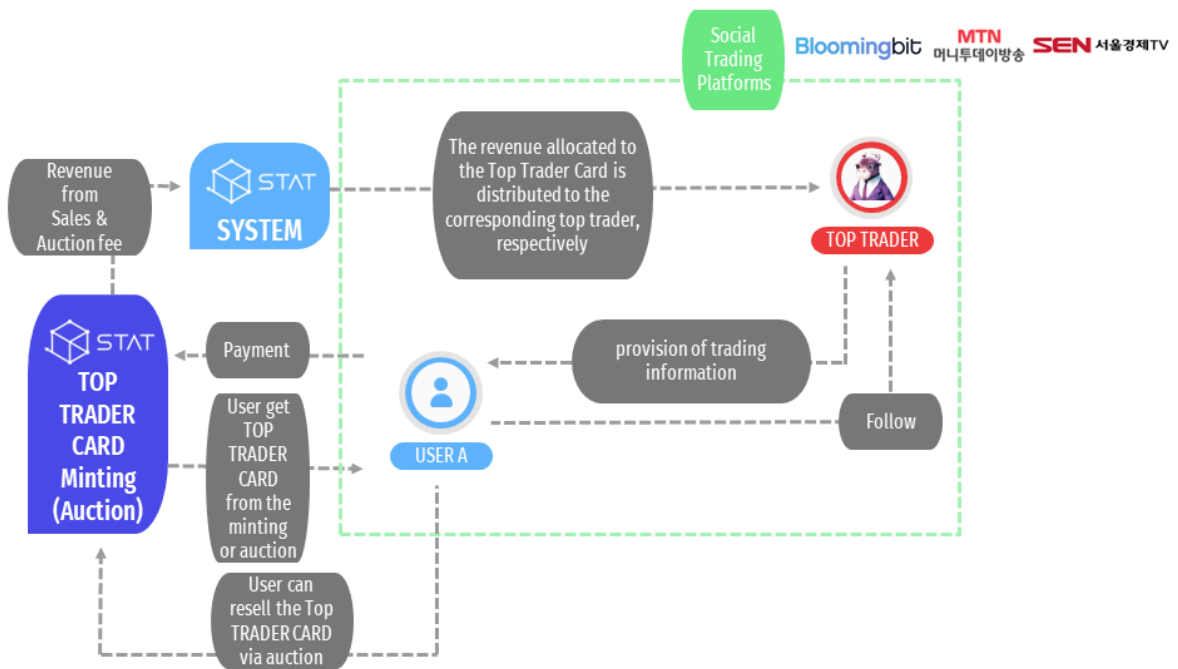 Social
Trading
Platforms
Bloomingbit
MTN
머니투데이방송
SEN 서울경제TV
The revenue allocated to
the Top Trader Card is
distributed to the
corresponding top trader,
respectively
Revenue
from
Sales &
Auction fee
STAT
SYSTEM
TOP TRADER
STAT
TOP
TRADER
CARD
Minting
(Auction)
Payment
provision of trading
information
User get
TOP
TRADER
CARD
from the
minting
or auction
USER A
Follow
User can
resell the Top
TRADER CARD
via auction